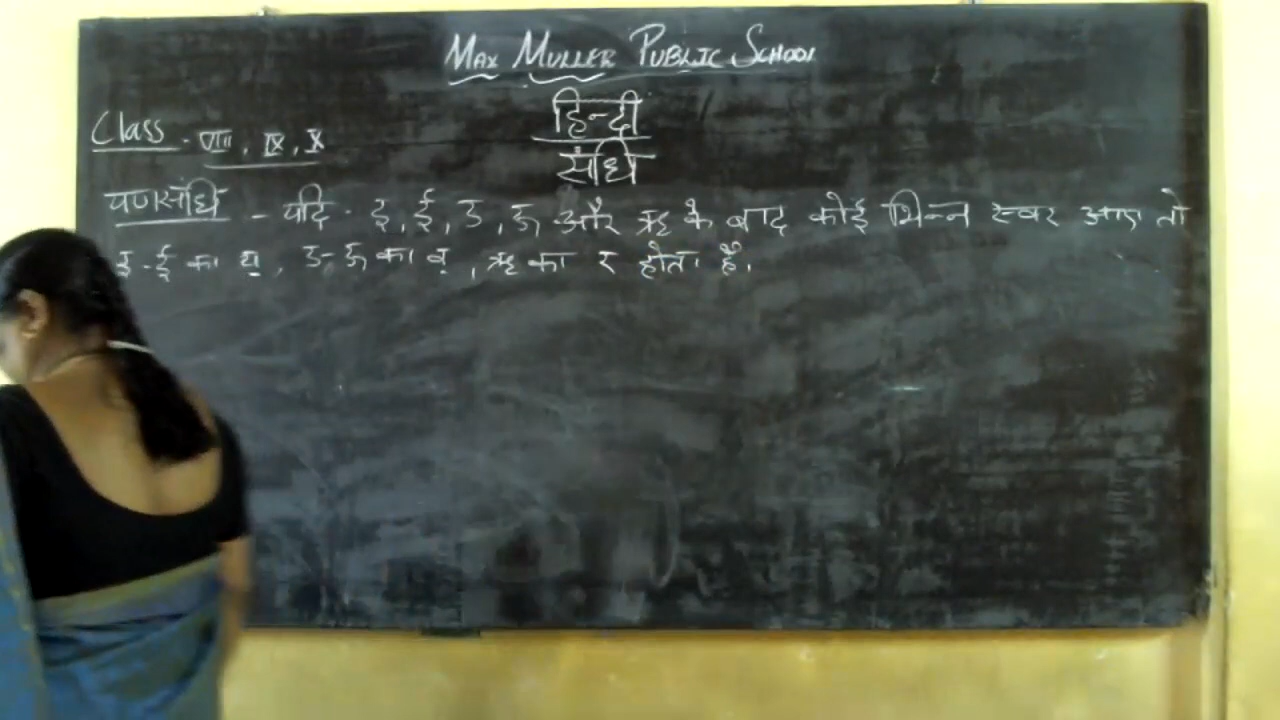 MAX MULLER PUBLIC SCHOOL
हिन्दी
Class - VIII, IX, X
संधि
यणसंधि - यदि इ, ई, उ, ऊ और ऋ के बाद कोई भिन्न स्वर आए तो
इ-ई का य, उ-ऊ का व, ऋ का र होता है.